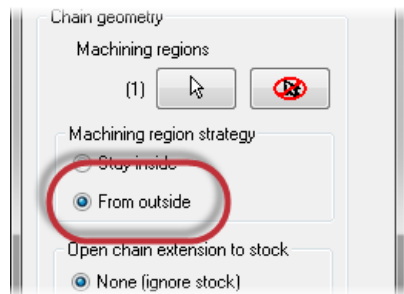 Chain geometry
Machining regions
(1)
Machining region strategy
Stay inside
From outside
Open chain extension to stock
None (ignore stock)